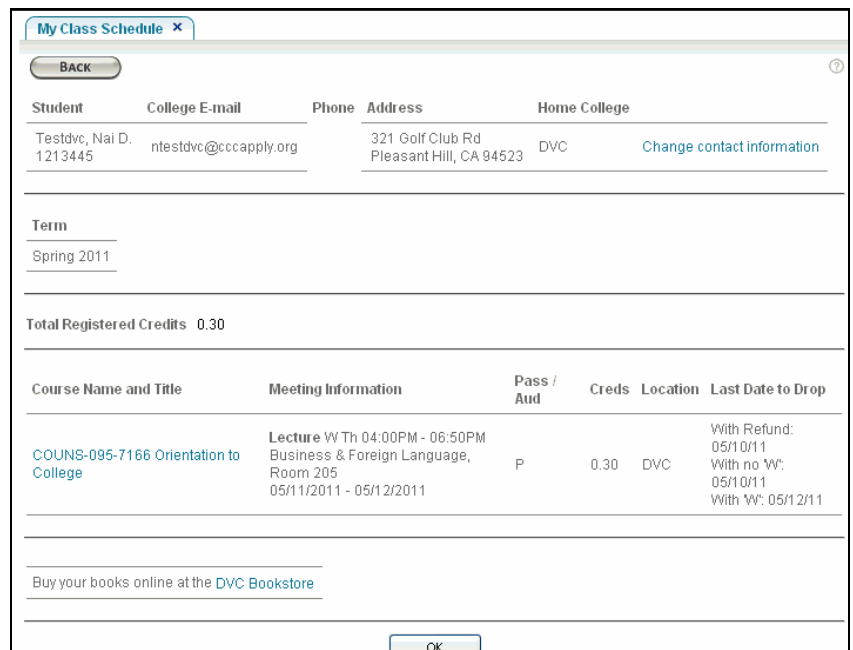 My Class Schedule ×
BACK
?
Student College E-mail Phone Address Home College
Testdvc, Nai D.
1213445
ntestdvc@cccapply.org
321 Golf Club Rd
Pleasant Hill, CA 94523
DVC
Change contact information
Term
Spring 2011
Total Registered Credits 0.30
Course Name and Title
Meeting Information
Pass /
Aud
Creds
Location
Last Date to Drop
COUNS-095-7166 Orientation to
College
Lecture W Th 04:00PM - 06:50PM
Business & Foreign Language,
Room 205
05/11/2011 - 05/12/2011
P
0.30
DVC
With Refund:
05/10/11
With no 'W':
05/10/11
With 'W': 05/12/11
Buy your books online at the DVC Bookstore
OK